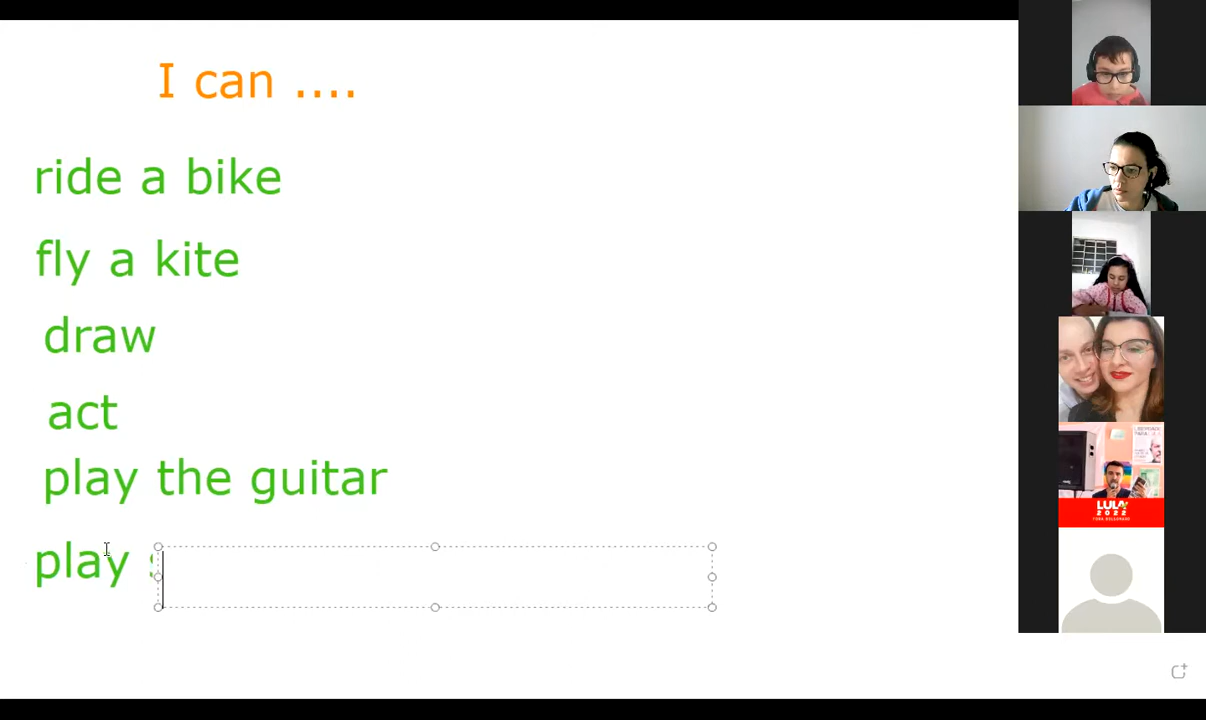 I can ....
ride a bike
fly a kite
draw
act
play the guitar
play
LULA
2022